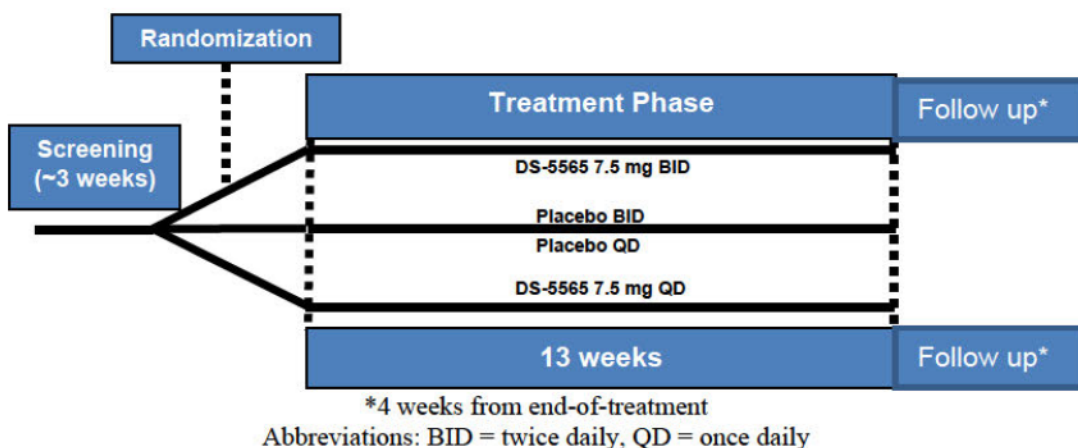 Randomization
Treatment Phase
Follow up*
Screening
(~3 weeks)
DS-5565 7.5 mg BID
Placebo BID
Placebo QD
DS-5565 7.5 mg QD
13 weeks
Follow up*
*4 weeks from end-of-treatment
Abbreviations: BID = twice daily, QD = once daily